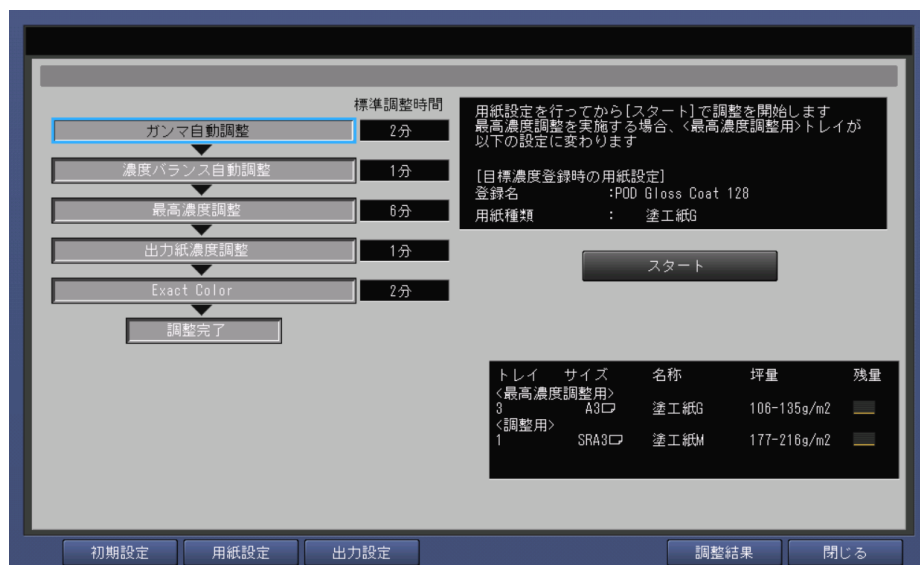 標準調整時間
ガンマ自動調整 2分
濃度バランス自動調整 1分
最高濃度調整 6分
出力紙濃度調整 1分
Exact Color 2分
調整完了
用紙設定を行ってから[スタート]で調整を開始します
最高濃度調整を実施する場合、<最高濃度調整用>トレイが
以下の設定に変わります
[目標濃度登録時の用紙設定]
登録名 :POD Gloss Coat 128
用紙種類 : 塗工紙G
スタート
トレイ サイズ 名称 坪量 残量
<最高濃度調整用>
3 A3 塗工紙G 106-135g/m2
<調整用>
1 SRA3 塗工紙M 177-216g/m2
初期設定 用紙設定 出力設定 調整結果 閉じる